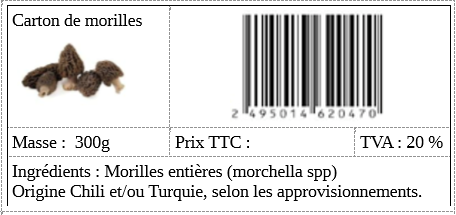 Carton de morilles
2 495014 620470
Masse : 300g
Prix TTC :
TVA : 20 %
Ingrédients : Morilles entières (morchella spp)
Origine Chili et/ou Turquie, selon les approvisionnements.